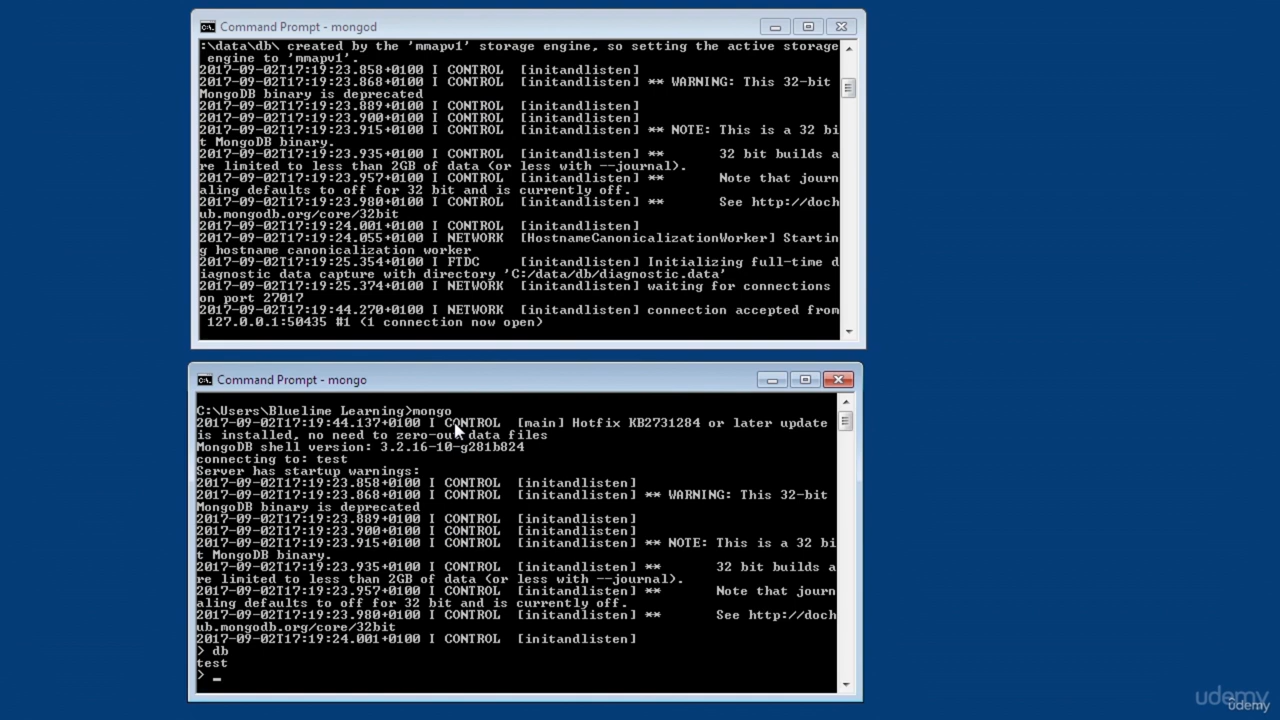 Command Prompt - mongod
:\data\db\ created by the 'mmapv1' storage engine, so setting the active storage
 engine to 'mmapv1'.
2017-09-02T17:19:23.858+0100 I CONTROL  [initandlisten]
2017-09-02T17:19:23.868+0100 I CONTROL  [initandlisten] ** WARNING: This 32-bit
MongoDB binary is deprecated
2017-09-02T17:19:23.889+0100 I CONTROL  [initandlisten]
2017-09-02T17:19:23.900+0100 I CONTROL  [initandlisten]
2017-09-02T17:19:23.915+0100 I CONTROL  [initandlisten] ** NOTE: This is a 32 bi
t MongoDB binary.
2017-09-02T17:19:23.935+0100 I CONTROL  [initandlisten] **       32 bit builds a
re limited to less than 2GB of data (or less with --journal).
2017-09-02T17:19:23.957+0100 I CONTROL  [initandlisten] **       Note that journ
aling defaults to off for 32 bit and is currently off.
2017-09-02T17:19:23.980+0100 I CONTROL  [initandlisten] **       See http://doch
ub.mongodb.org/core/32bit
2017-09-02T17:19:24.001+0100 I CONTROL  [initandlisten]
2017-09-02T17:19:24.055+0100 I NETWORK  [HostnameCanonicalizationWorker] Startin
g hostname canonicalization worker
2017-09-02T17:19:25.354+0100 I FTDC     [initandlisten] Initializing full-time d
iagnostic data capture with directory 'C:/data/db/diagnostic.data'
2017-09-02T17:19:25.374+0100 I NETWORK  [initandlisten] waiting for connections
on port 27017
2017-09-02T17:19:44.270+0100 I NETWORK  [initandlisten] connection accepted from
 127.0.0.1:50435 #1 (1 connection now open)
Command Prompt - mongo
C:\Users\Bluelime Learning>mongo
2017-09-02T17:19:44.137+0100 I CONTROL  [main] Hotfix KB2731284 or later update
is installed, no need to zero-out data files
MongoDB shell version: 3.2.16-10-g281b824
connecting to: test
Server has startup warnings:
2017-09-02T17:19:23.858+0100 I CONTROL  [initandlisten]
2017-09-02T17:19:23.868+0100 I CONTROL  [initandlisten] ** WARNING: This 32-bit
MongoDB binary is deprecated
2017-09-02T17:19:23.889+0100 I CONTROL  [initandlisten]
2017-09-02T17:19:23.900+0100 I CONTROL  [initandlisten]
2017-09-02T17:19:23.915+0100 I CONTROL  [initandlisten] ** NOTE: This is a 32 bi
t MongoDB binary.
2017-09-02T17:19:23.935+0100 I CONTROL  [initandlisten] **       32 bit builds a
re limited to less than 2GB of data (or less with --journal).
2017-09-02T17:19:23.957+0100 I CONTROL  [initandlisten] **       Note that journ
aling defaults to off for 32 bit and is currently off.
2017-09-02T17:19:23.980+0100 I CONTROL  [initandlisten] **       See http://doch
ub.mongodb.org/core/32bit
2017-09-02T17:19:24.001+0100 I CONTROL  [initandlisten]
> db
test
> _
udemy
ûdemy